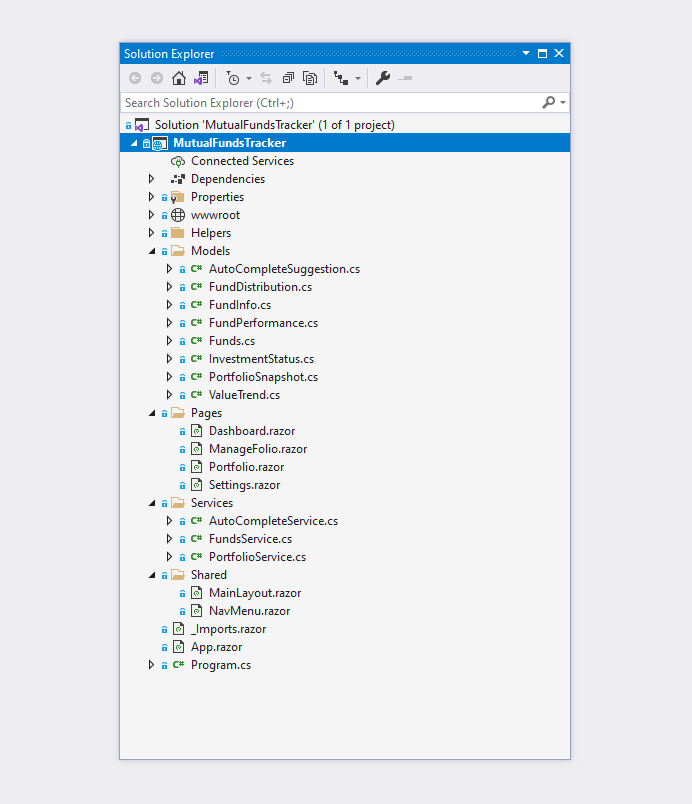 Solution Explorer
Search Solution Explorer (Ctrl+;)
Solution 'MutualFundsTracker' (1 of 1 project)
MutualFundsTracker
Connected Services
Dependencies
Properties
wwwroot
Helpers
Models
C# AutoCompleteSuggestion.cs
C# FundDistribution.cs
C# FundInfo.cs
C# FundPerformance.cs
C# Funds.cs
C# InvestmentStatus.cs
C# PortfolioSnapshot.cs
C# ValueTrend.cs
Pages
Dashboard.razor
ManageFolio.razor
Portfolio.razor
Settings.razor
Services
C# AutoCompleteService.cs
C# FundsService.cs
C# PortfolioService.cs
Shared
MainLayout.razor
NavMenu.razor
_Imports.razor
App.razor
C# Program.cs